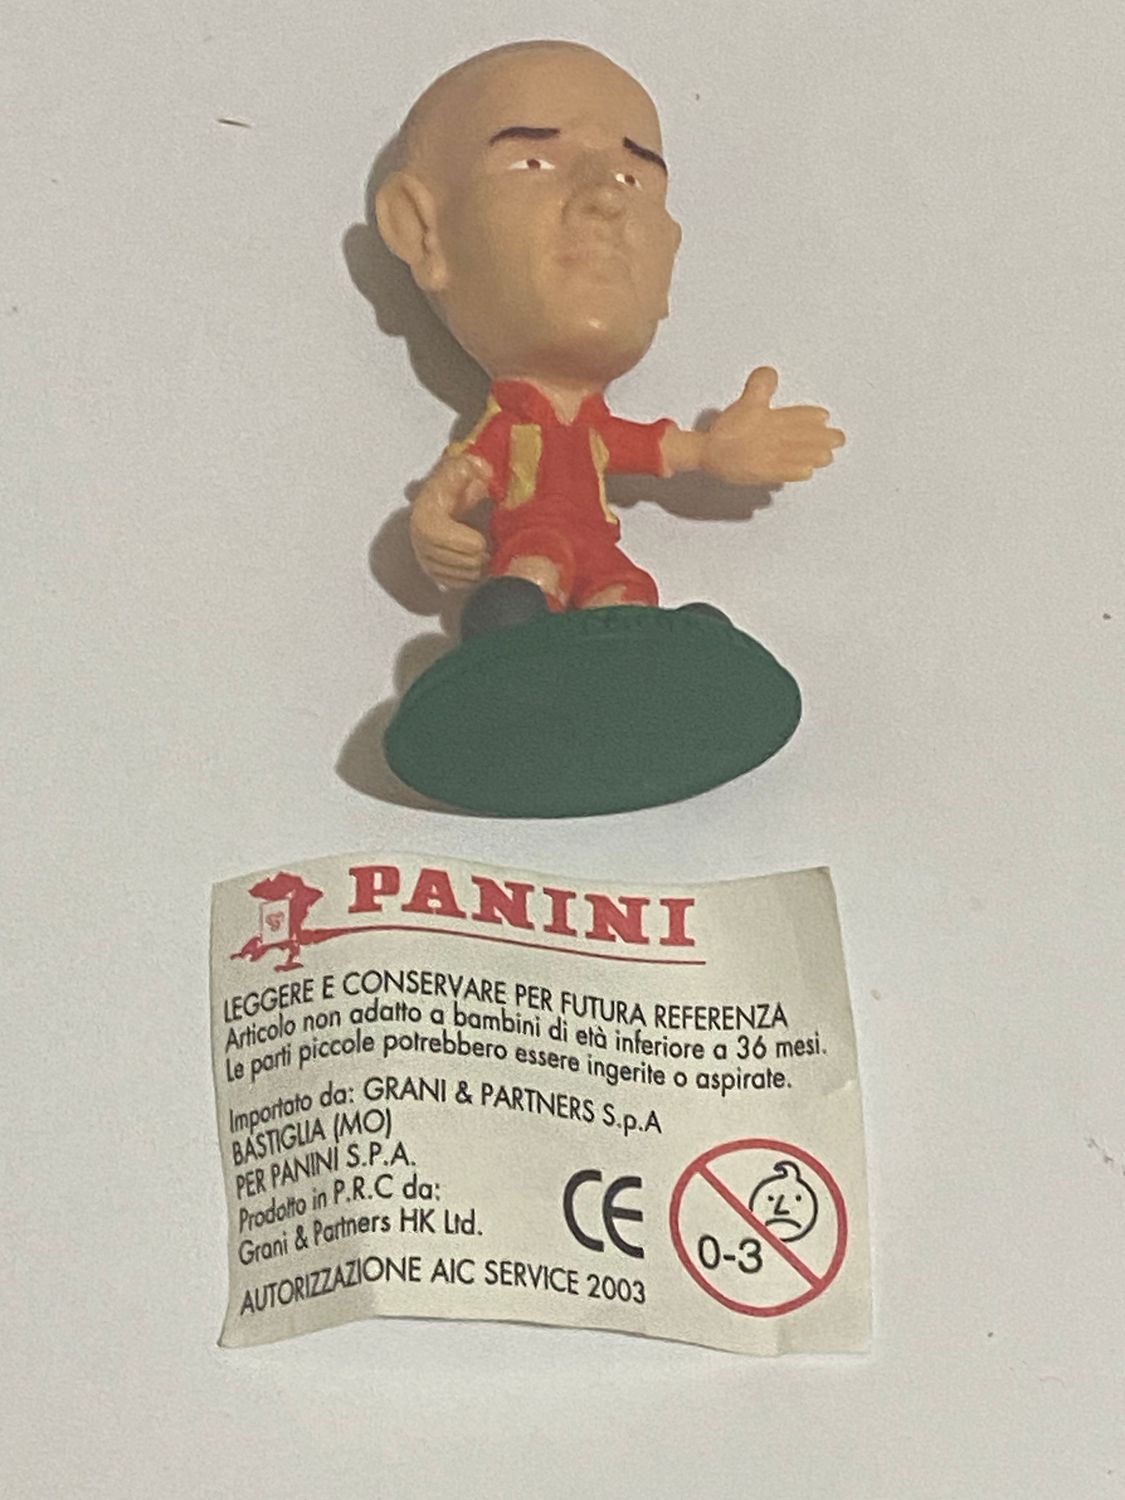 PANINI
LEGGERE E CONSERVARE PER FUTURA REFERENZA
Articolo non adatto a bambini di età inferiore a 36 mesi.
Le parti piccole potrebbero essere ingerite o aspirate.
Importato da: GRANI & PARTNERS S.p.A
BASTIGLIA (MO)
PER PANINI S.P.A.
Prodotto in P.R.C da:
Grani & Partners HK Ltd.
AUTORIZZAZIONE AIC SERVICE 2003
CE
0-3